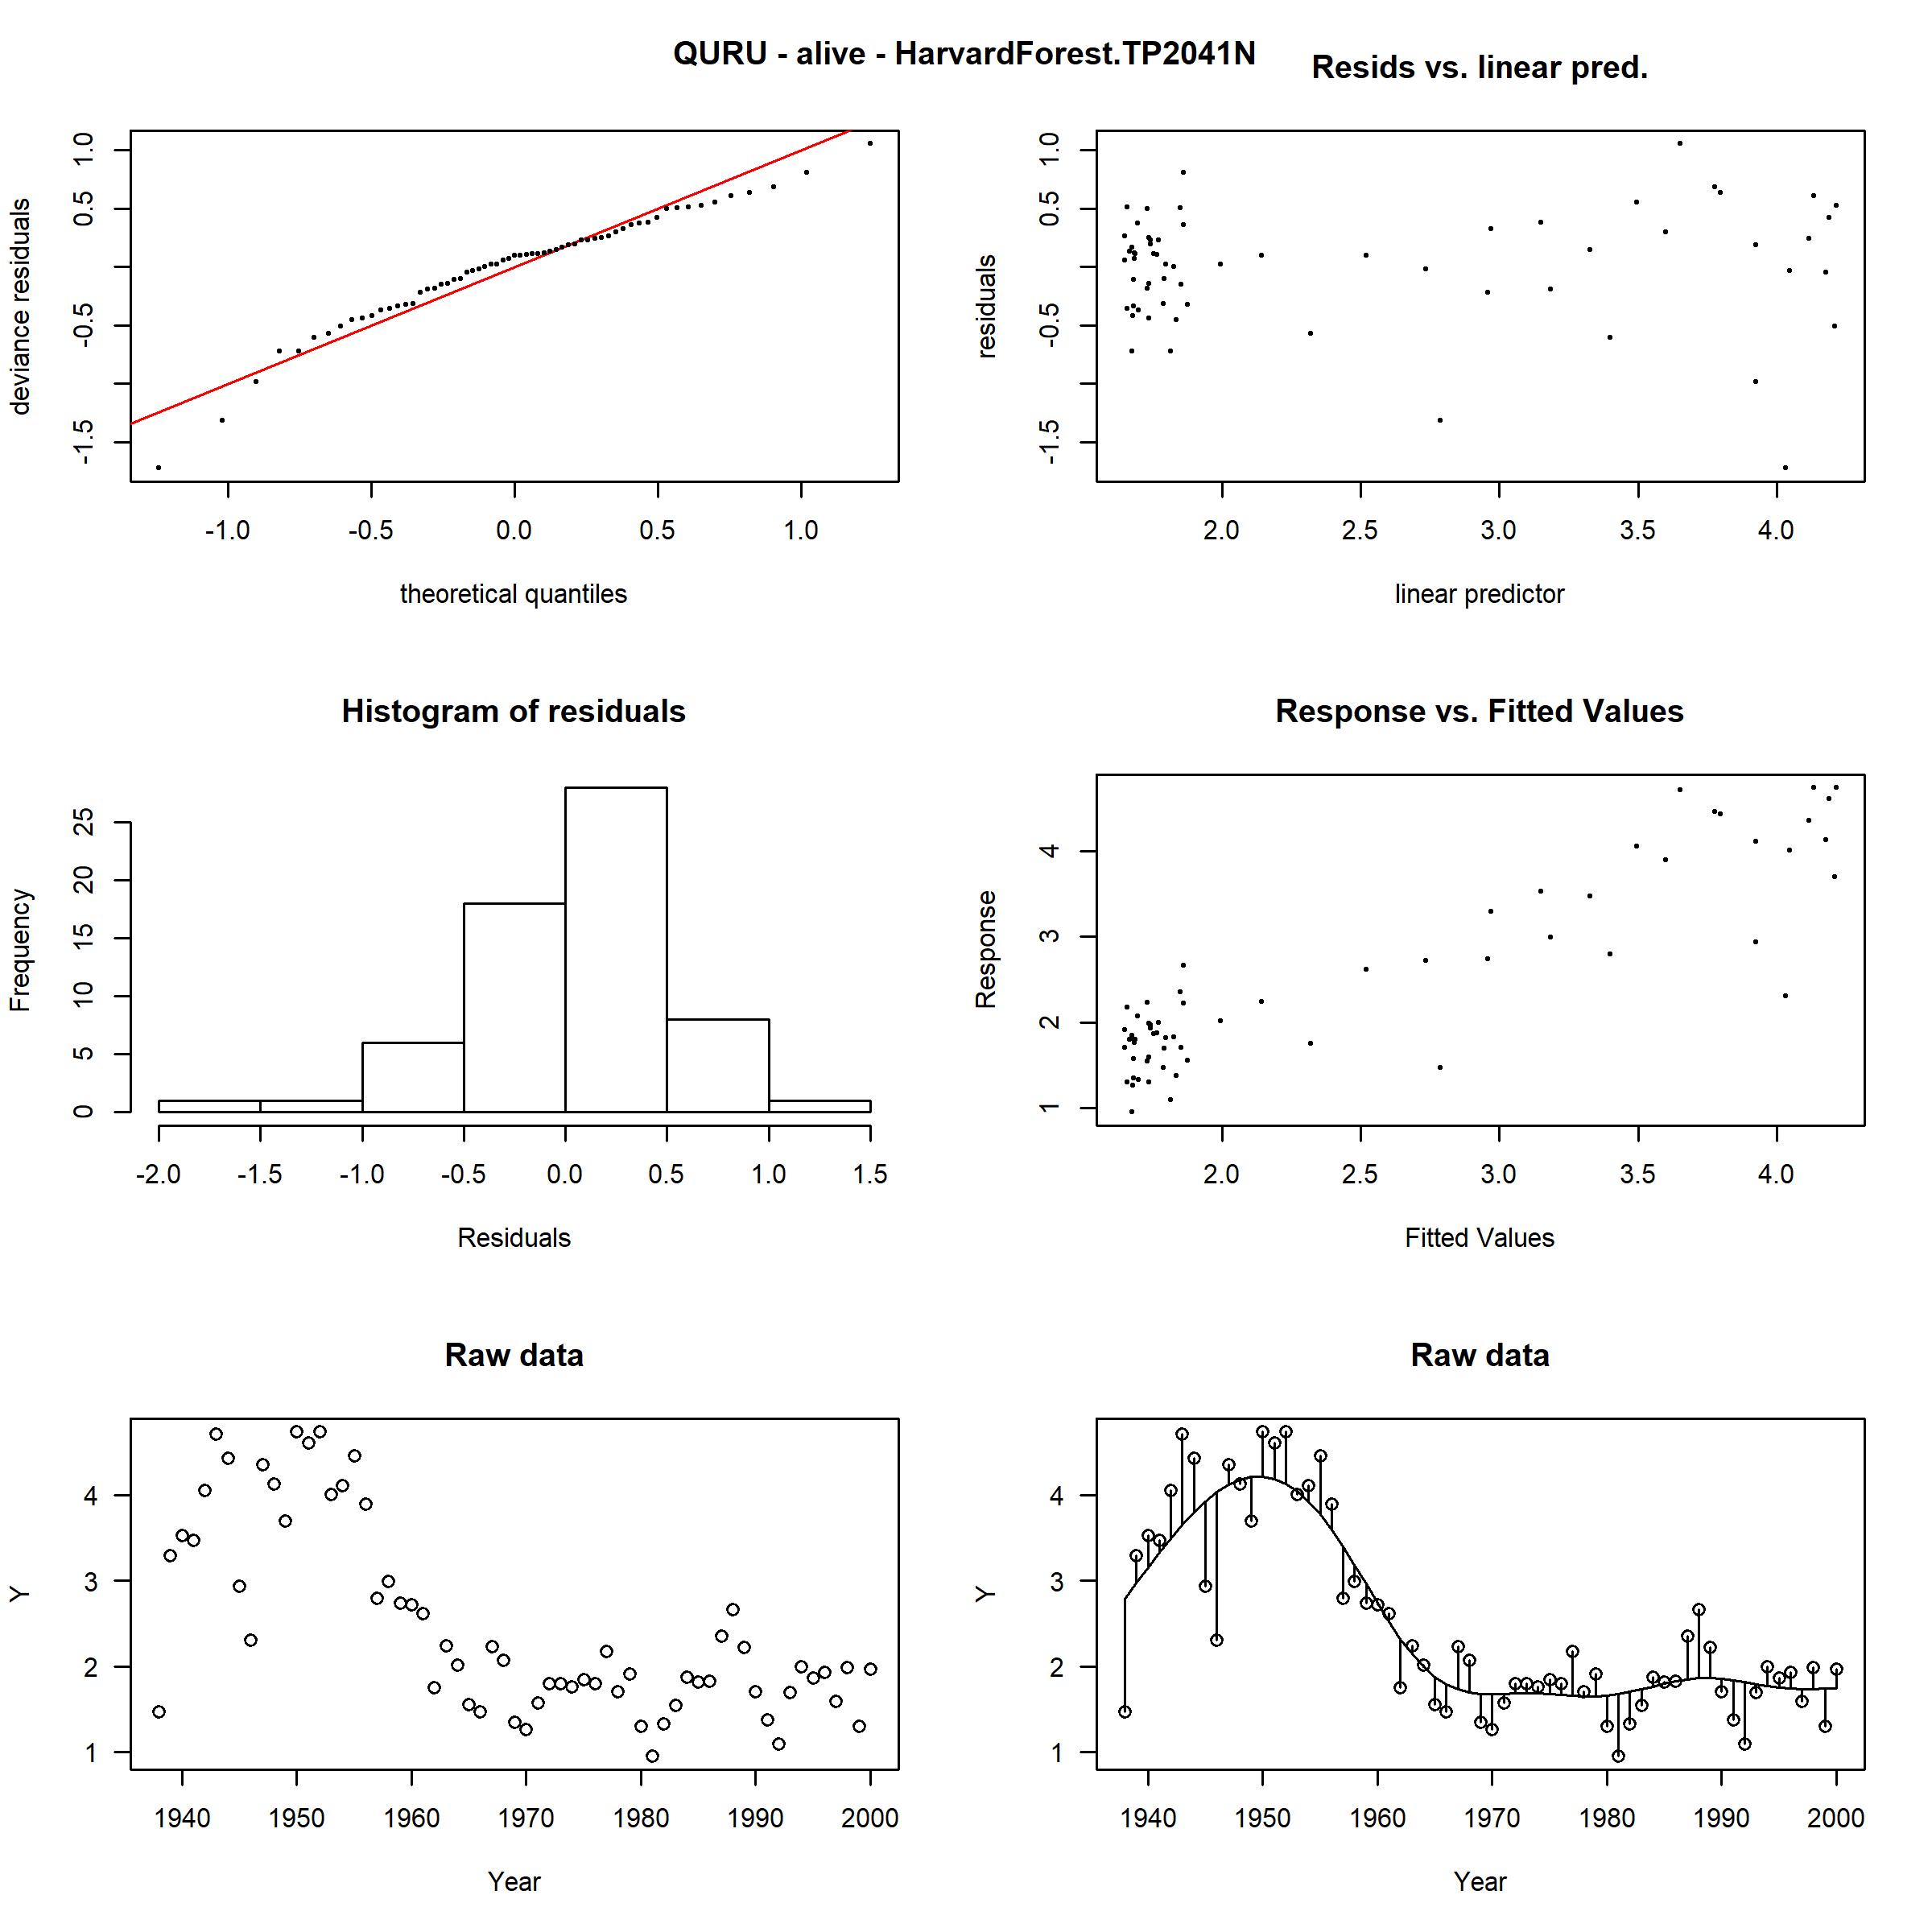 QURU - alive - HarvardForest.TP2041N
Resids vs. linear pred.
deviance residuals
1.0
0.5
-0.5
-1.5
-1.0 -0.5 0.0 0.5 1.0
theoretical quantiles
residuals
1.0
0.5
-0.5
-1.5
2.0 2.5 3.0 3.5 4.0
linear predictor
Histogram of residuals
Frequency
25
20
15
10
5
0
-2.0 -1.5 -1.0 -0.5 0.0 0.5 1.0 1.5
Residuals
Response vs. Fitted Values
Response
4
3
2
1
2.0 2.5 3.0 3.5 4.0
Fitted Values
Raw data
Y
4
3
2
1
1940 1950 1960 1970 1980 1990 2000
Year
Raw data
Y
4
3
2
1
1940 1950 1960 1970 1980 1990 2000
Year